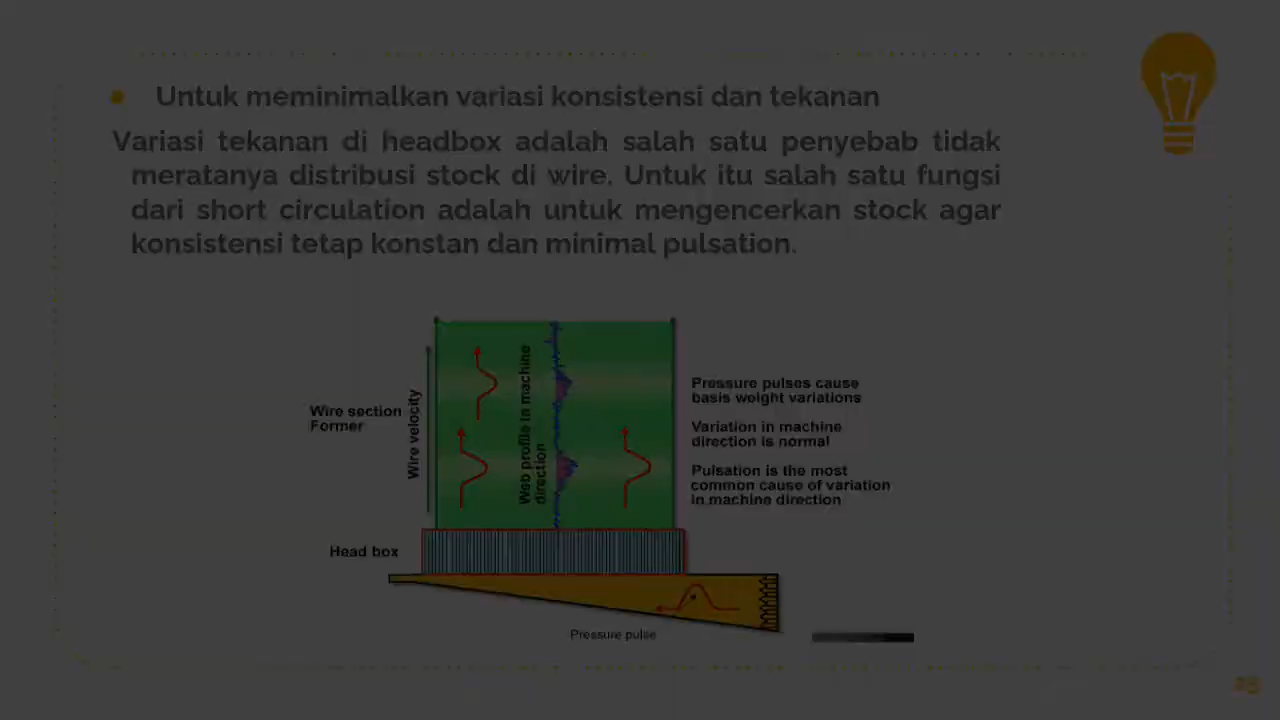 Untuk meminimalkan variasi konsistensi dan tekanan
Variasi tekanan di headbox adalah salah satu penyebab tidak
meratanya distribusi stock di wire. Untuk itu salah satu fungsi
dari short circulation adalah untuk mengencerkan stock agar
konsistensi tetap konstan dan minimal pulsation.
Wire section
Former
Wire velocity
Web profile in machine
direction
Pressure pulses cause
basis weight variations
Variation in machine
direction is normal
Pulsation is the most
common cause of variation
in machine direction
Head box
Pressure pulse
25